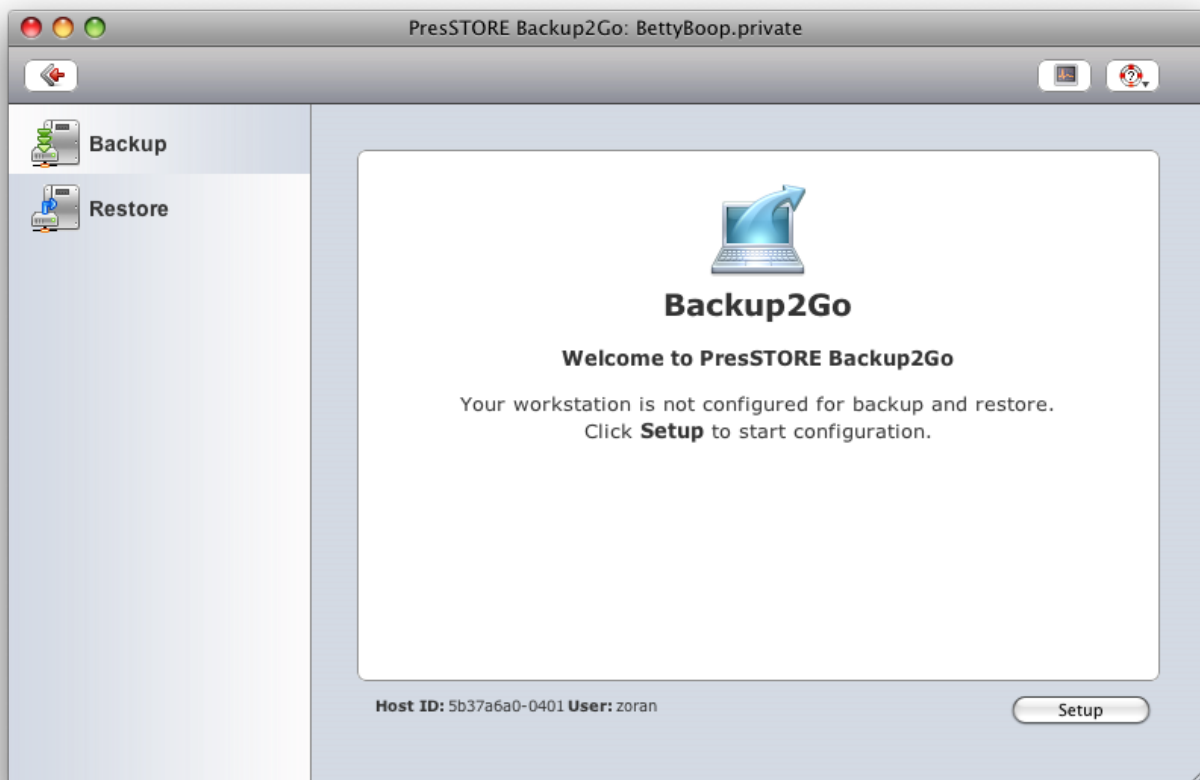 PresSTORE Backup2Go: BettyBoop.private
Backup
Restore
Backup2Go
Welcome to PresSTORE Backup2Go
Your workstation is not configured for backup and restore.
Click Setup to start configuration.
Host ID: 5b37a6a0-0401 User: zoran
Setup